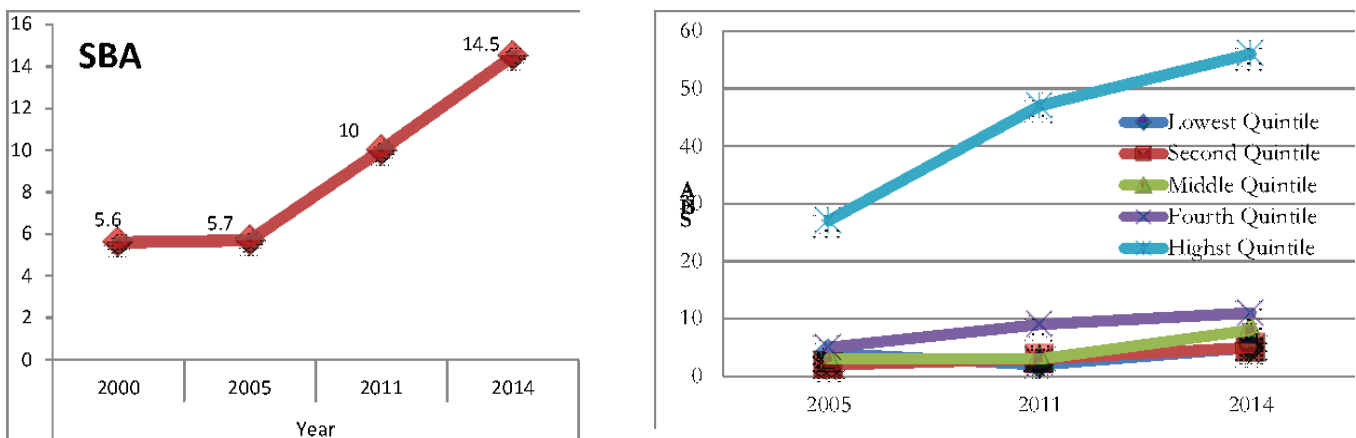 16
SBA
14
12
10
8
6
4
2
0
5.6
5.7
10
14.5
2000 2005 2011 2014
Year
60
50
40
30
20
10
0
SBA
Lowest Quintile
Second Quintile
Middle Quintile
Fourth Quintile
Highst Quintile
2005 2011 2014